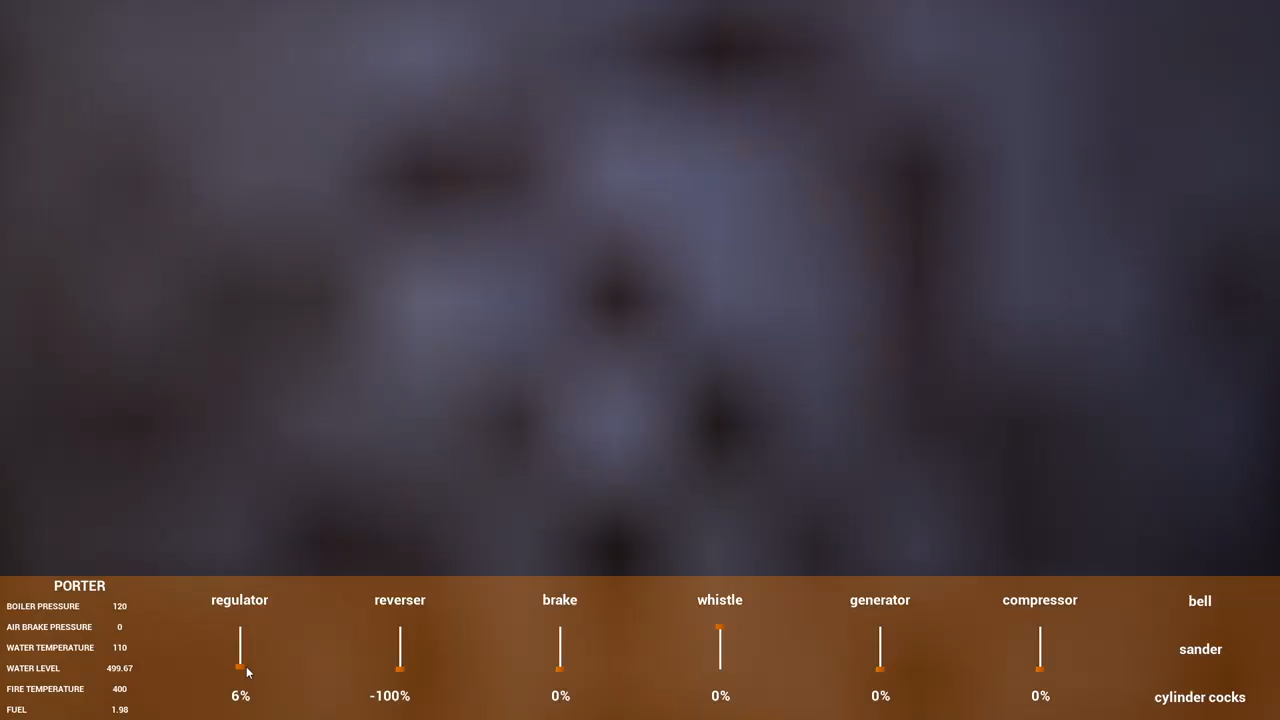 PORTER
BOILER PRESSURE 120
AIR BRAKE PRESSURE 0
WATER TEMPERATURE 110
WATER LEVEL 499.67
FIRE TEMPERATURE 400
FUEL 1.98
regulator
6%
reverser
-100%
brake
0%
whistle
0%
generator
0%
compressor
0%
bell
sander
cylinder cocks